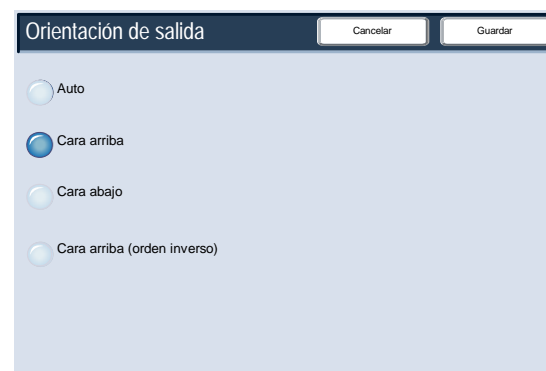 Orientación de salida Cancelar Guardar
Auto
Cara arriba
Cara abajo
Cara arriba (orden inverso)